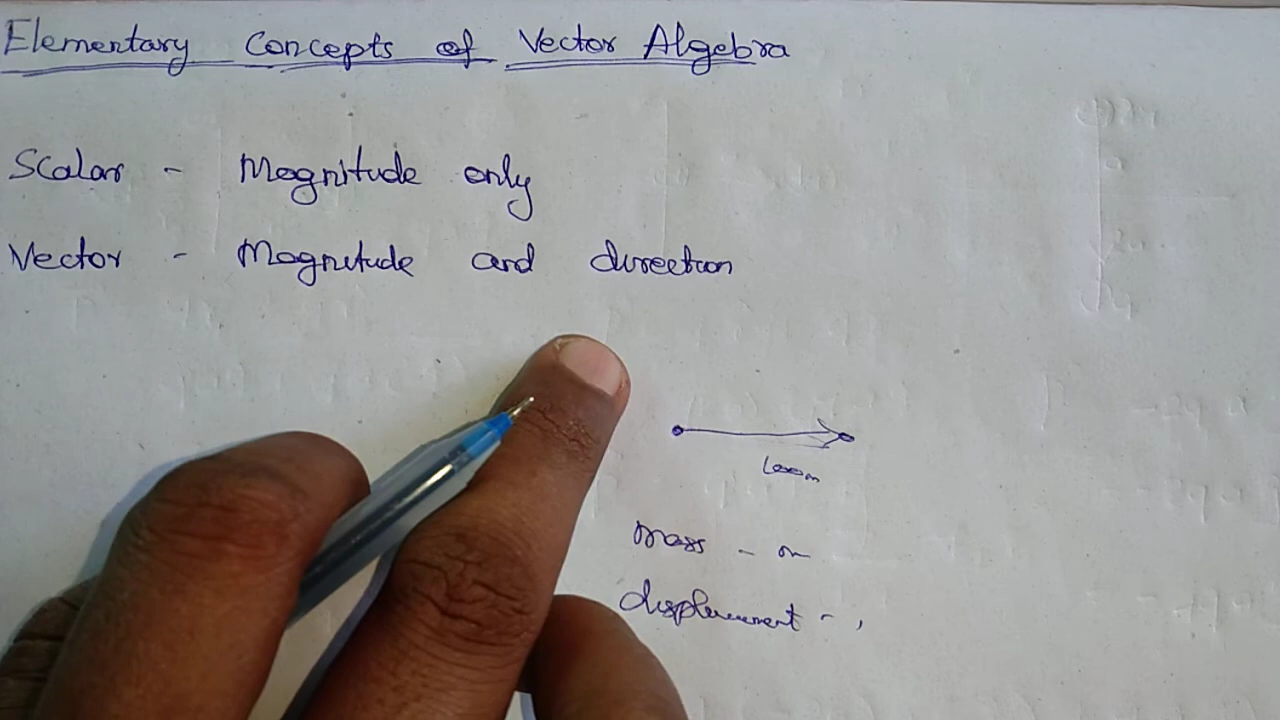 Elementary Concepts of Vector Algebra
Scalar - Magnitude only
Vector - Magnitude and direction
100m
Mass - m
displacement -